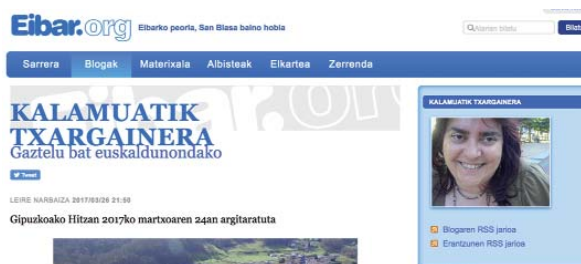 Eibar.org Eibarko peoria, San Blasa baino hobia
Atarian bilatu
Sarrera Blogak Materixala Albisteak Elkartea Zerrenda
KALAMUATIK
TXARGAINERA
Gaztelu bat euskaldunondako
Tweet
LEIRE NARBAIZA 2017/03/26 21:50
Gipuzkoako Hitzan 2017ko martxoaren 24an argitaratuta
KALAMUATIK TXARGAINERA
Blogaren RSS jarioa
Erantzunen RSS jarioa